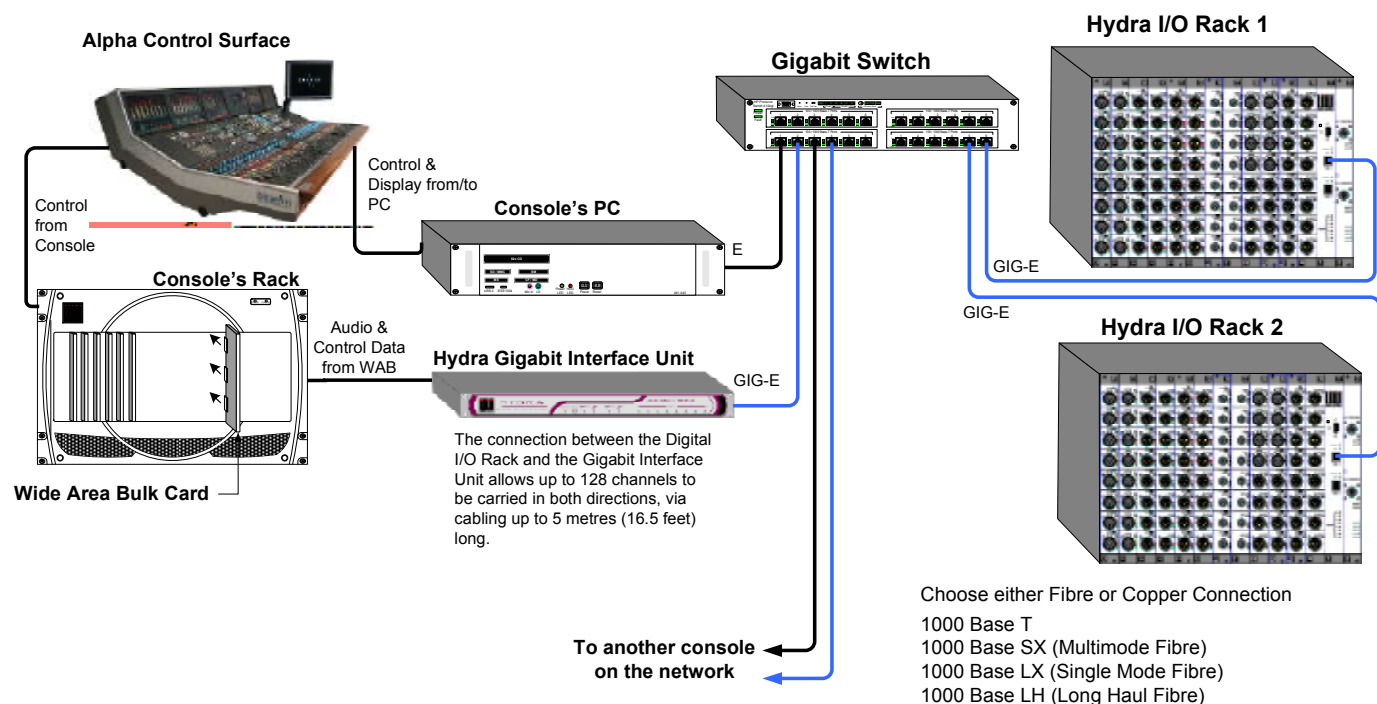 Alpha Control Surface
Control
from
Console
Control &
Display from/to
PC
Console's PC
E
Gigabit Switch
Hydra I/O Rack 1
GIG-E
GIG-E
Hydra I/O Rack 2
Console's Rack
Audio &
Control Data
from WAB
Hydra Gigabit Interface Unit
GIG-E
The connection between the Digital
I/O Rack and the Gigabit Interface
Unit allows up to 128 channels to
be carried in both directions, via
cabling up to 5 metres (16.5 feet)
long.
Wide Area Bulk Card
To another console
on the network
Choose either Fibre or Copper Connection
1000 Base T
1000 Base SX (Multimode Fibre)
1000 Base LX (Single Mode Fibre)
1000 Base LH (Long Haul Fibre)